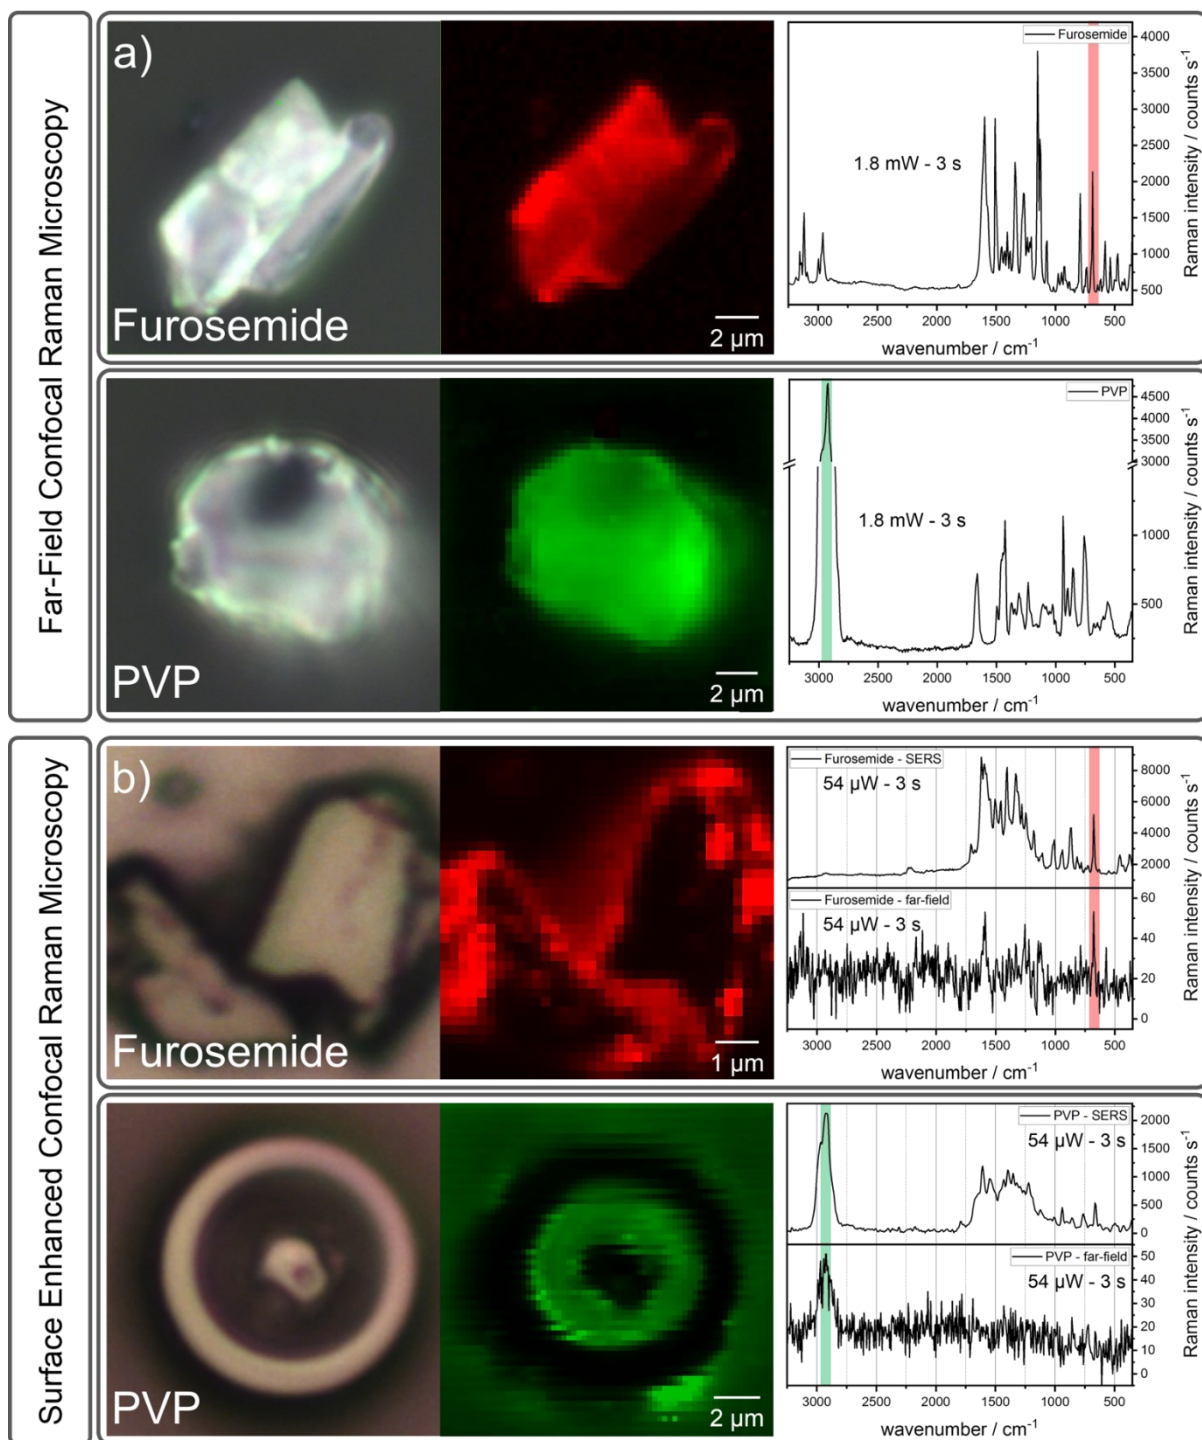 Far-Field Confocal Raman Microscopy
a)
Furosemide
2 µm
Furosemide
1.8 mW - 3 s
4000
3500
3000
2500
2000
1500
1000
500
Raman intensity / counts s⁻¹
3000 2500 2000 1500 1000 500
wavenumber / cm⁻¹
PVP
2 µm
PVP
1.8 mW - 3 s
4500
4000
3500
3000
1000
500
Raman intensity / counts s⁻¹
3000 2500 2000 1500 1000 500
wavenumber / cm⁻¹
Surface Enhanced Confocal Raman Microscopy
b)
Furosemide
1 µm
Furosemide - SERS
54 µW - 3 s
8000
6000
4000
2000
Furosemide - far-field
54 µW - 3 s
60
40
20
0
Raman intensity / counts s⁻¹
3000 2500 2000 1500 1000 500
wavenumber / cm⁻¹
PVP
2 µm
PVP - SERS
54 µW - 3 s
2000
1500
1000
500
0
PVP - far-field
54 µW - 3 s
50
40
30
20
10
0
Raman intensity / counts s⁻¹
3000 2500 2000 1500 1000 500
wavenumber / cm⁻¹